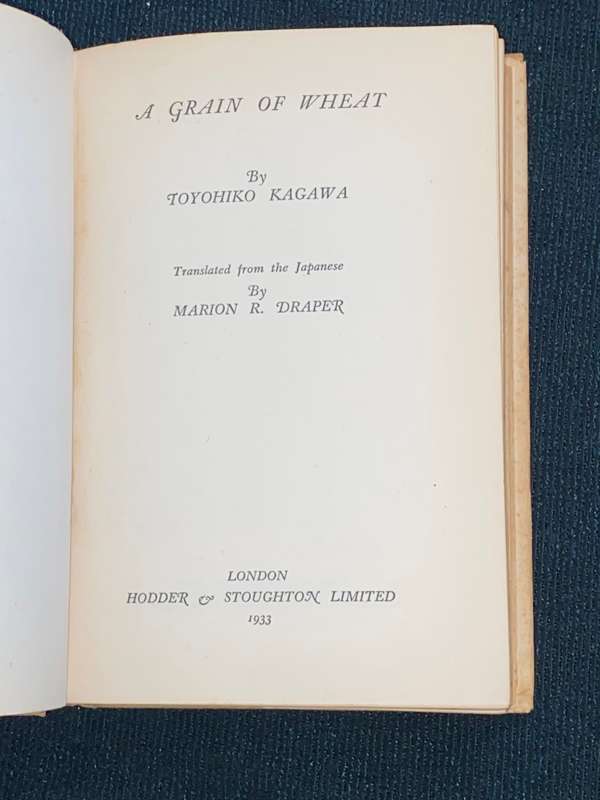 A GRAIN OF WHEAT
By
TOYOHIKO KAGAWA
Translated from the Japanese
By
MARION R. DRAPER
LONDON
HODDER & STOUGHTON LIMITED
1933